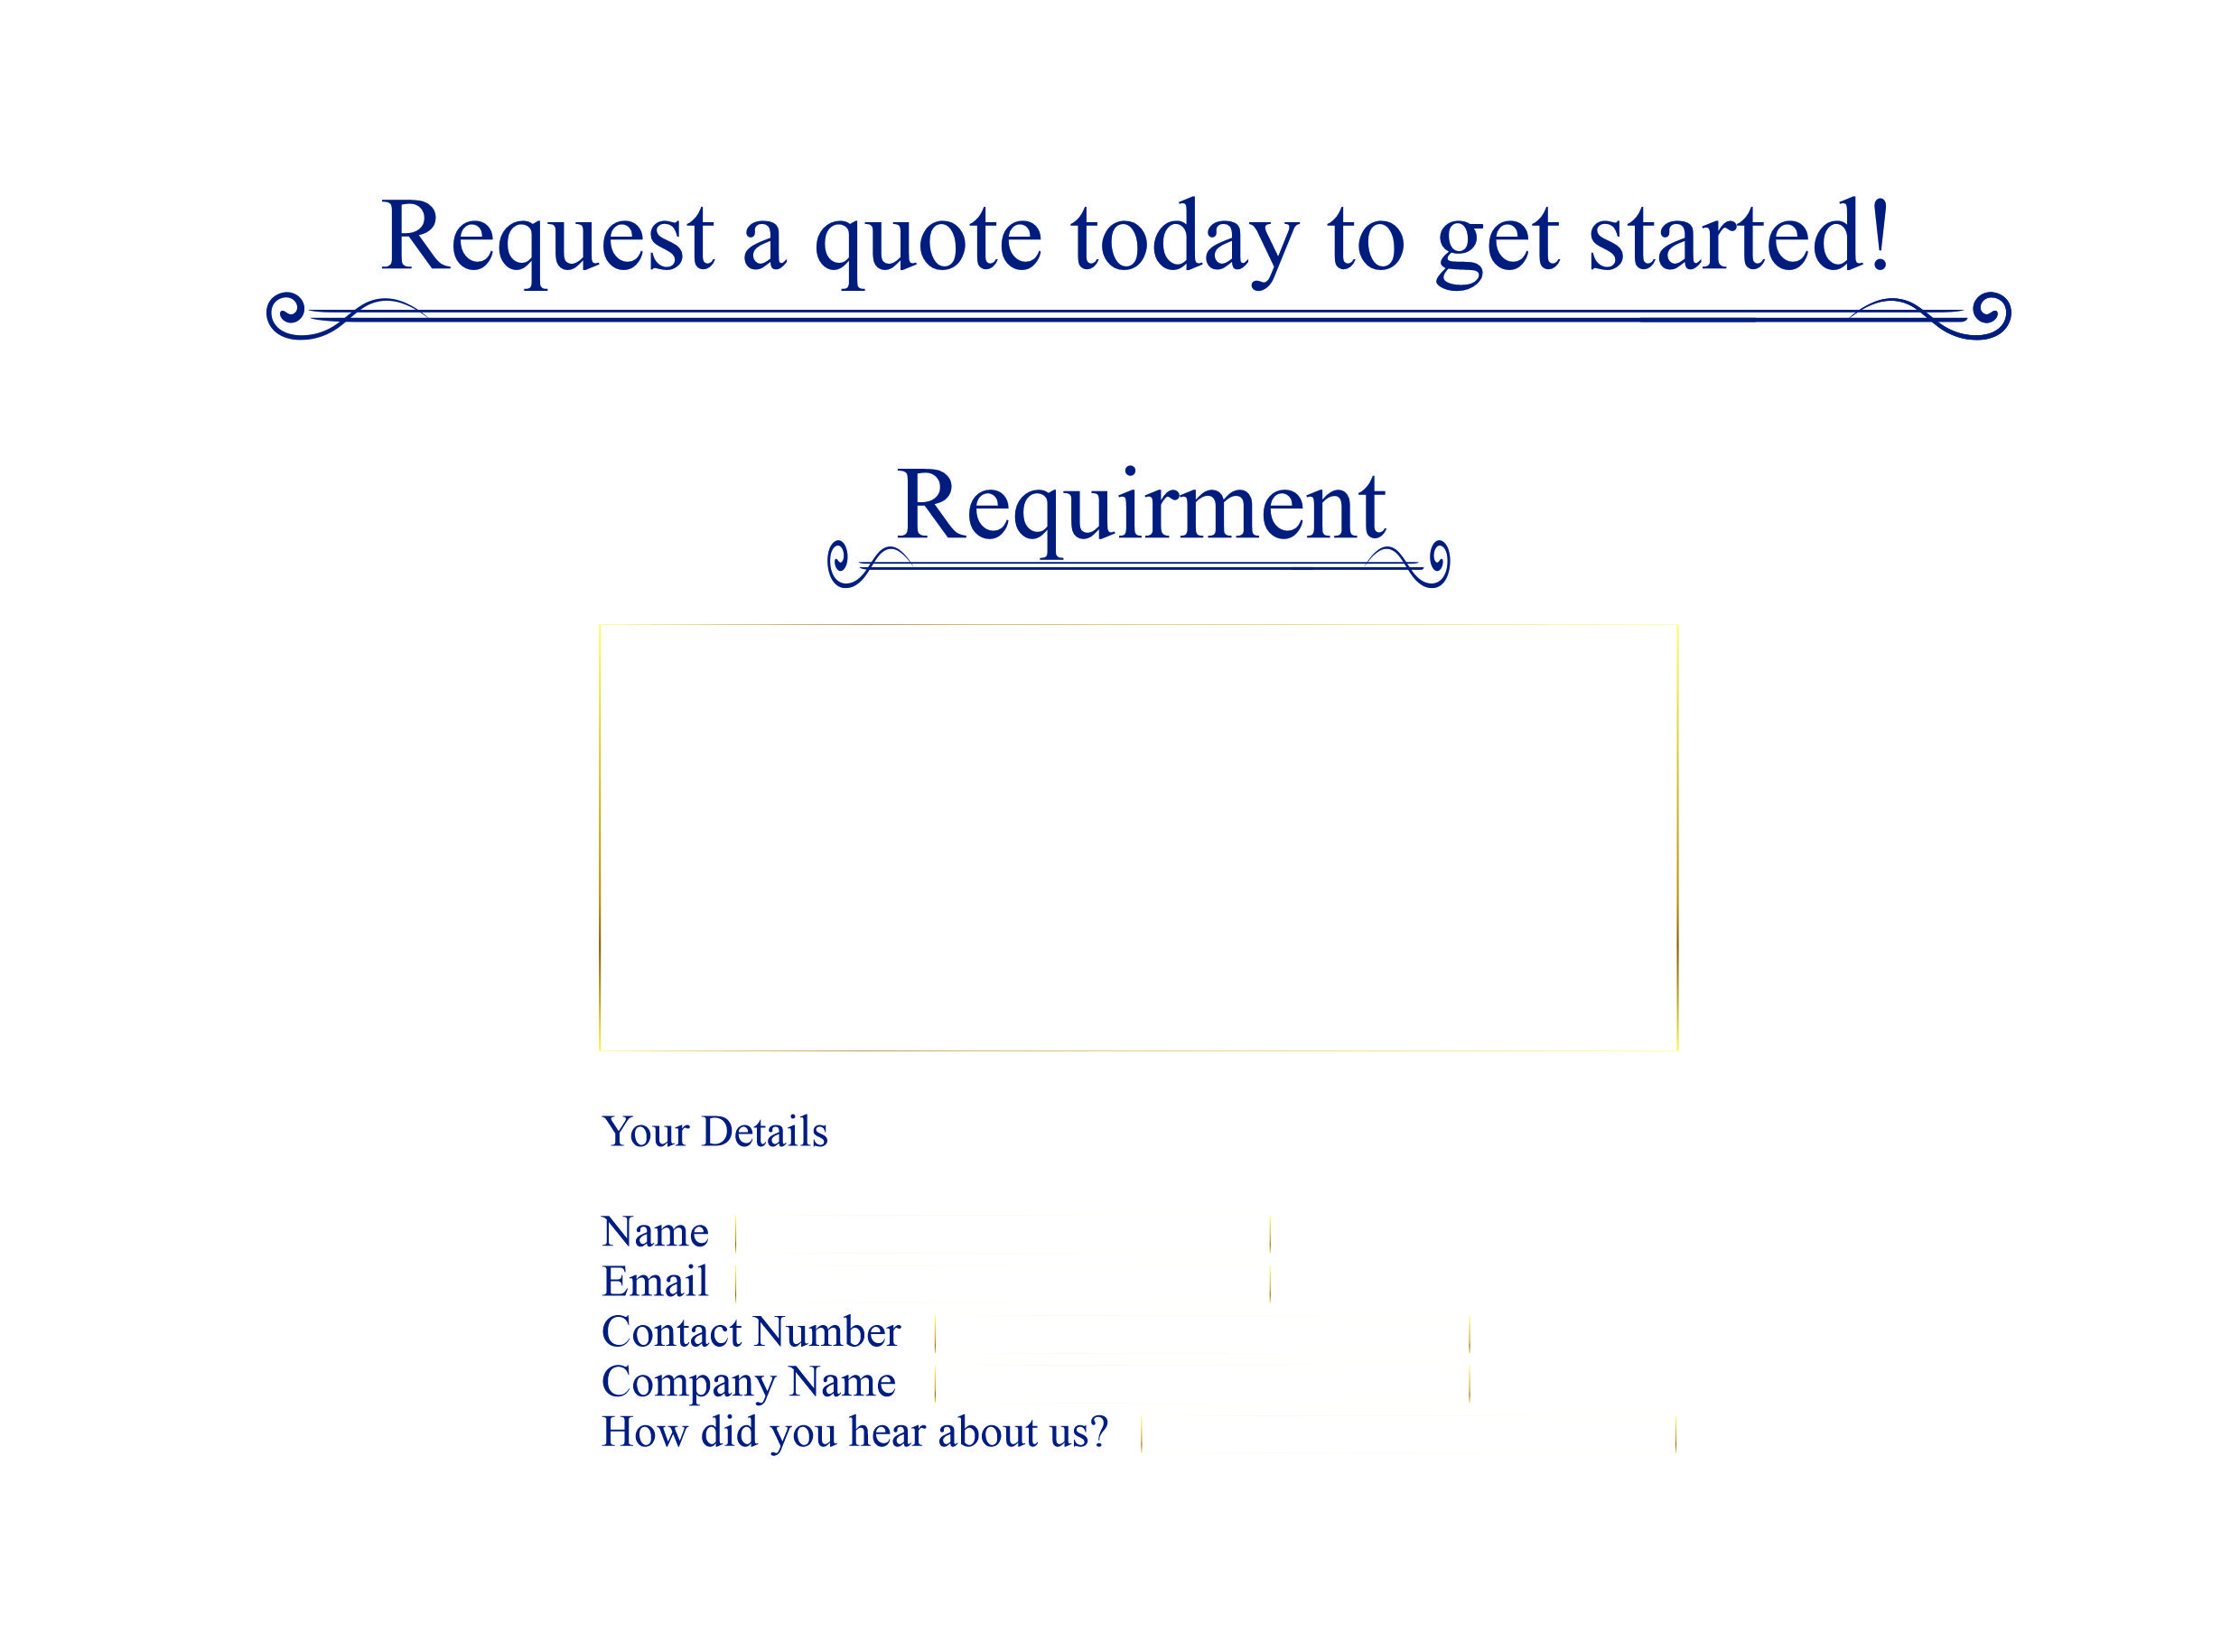 Request a quote today to get started!
Requirment
Your Details
Name
Email
Contact Number
Company Name
How did you hear about us?